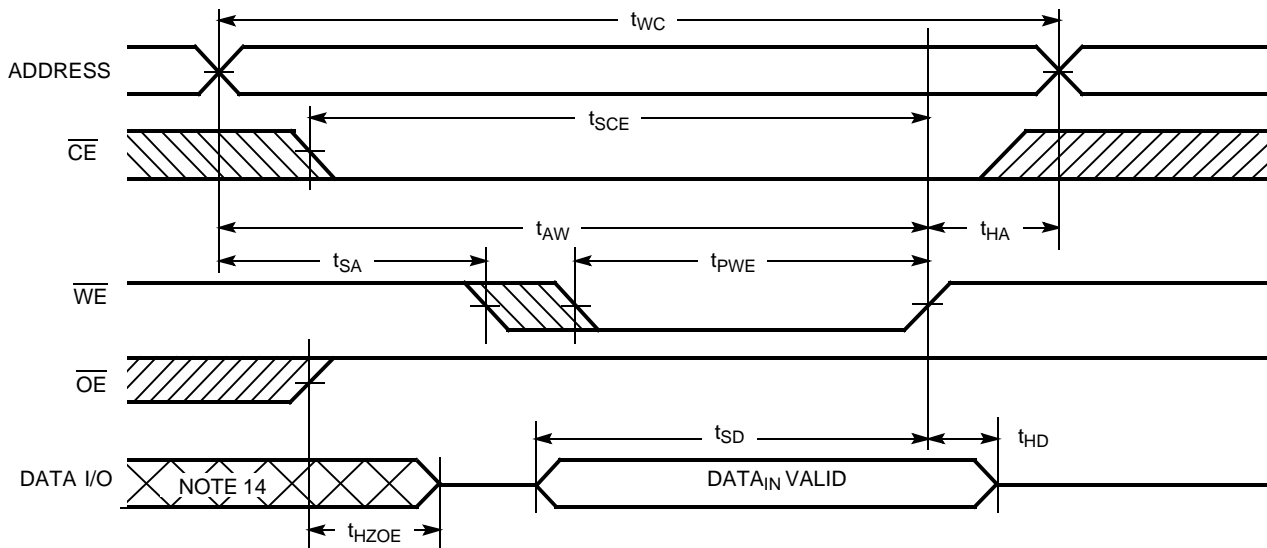 tWC
ADDRESS
tSCE
CE
tAW
tHA
tSA
tPWE
WE
OE
tSD
tHD
DATA I/O
NOTE 14
DATAIN VALID
tHZOE